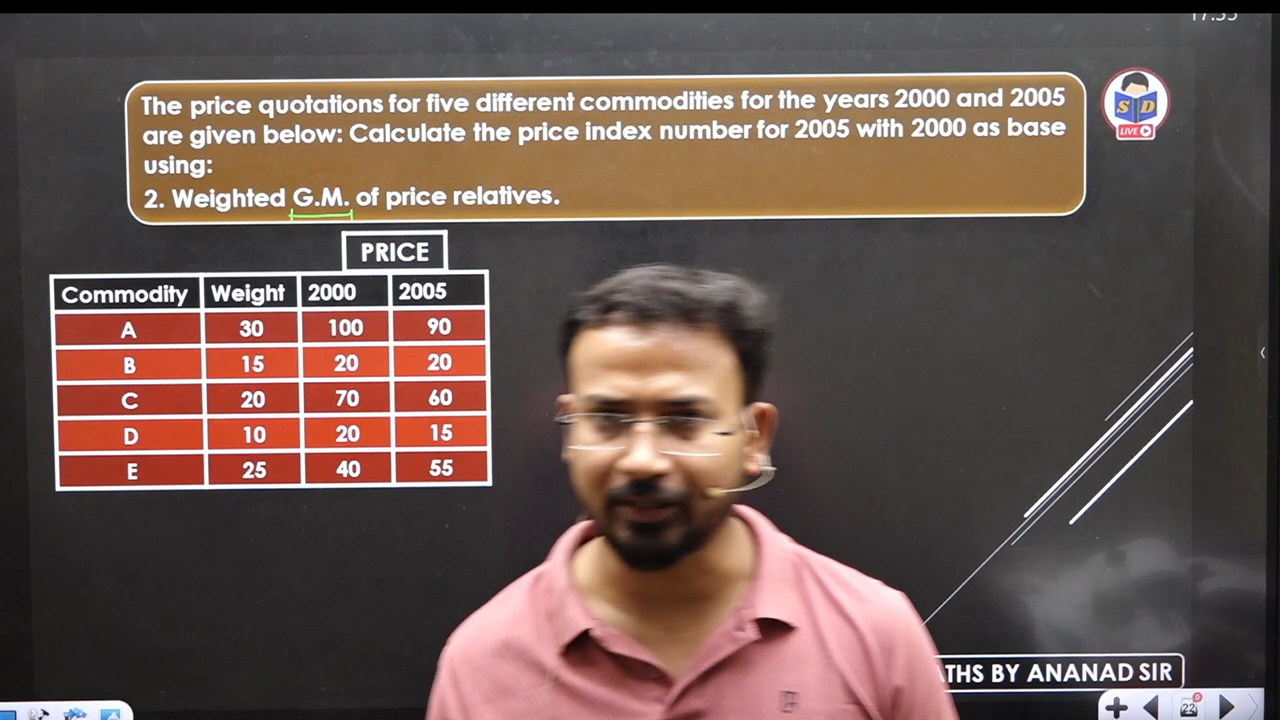 The price quotations for five different commodities for the years 2000 and 2005
are given below: Calculate the price index number for 2005 with 2000 as base
using:
2. Weighted G.M. of price relatives.
S D
LIVE
PRICE
Commodity Weight 2000 2005
A 30 100 90
B 15 20 20
C 20 70 60
D 10 20 15
E 25 40 55
THS BY ANANAD SIR
22